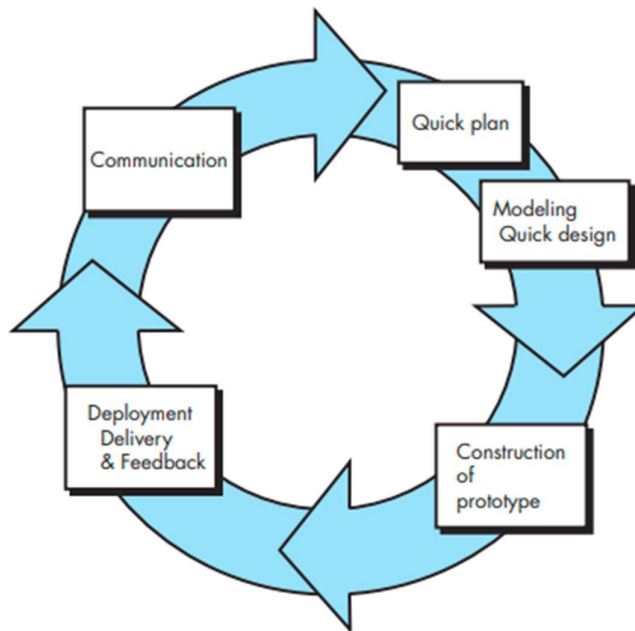 Communication
Quick plan
Modeling
Quick design
Construction
of
prototype
Deployment
Delivery
& Feedback